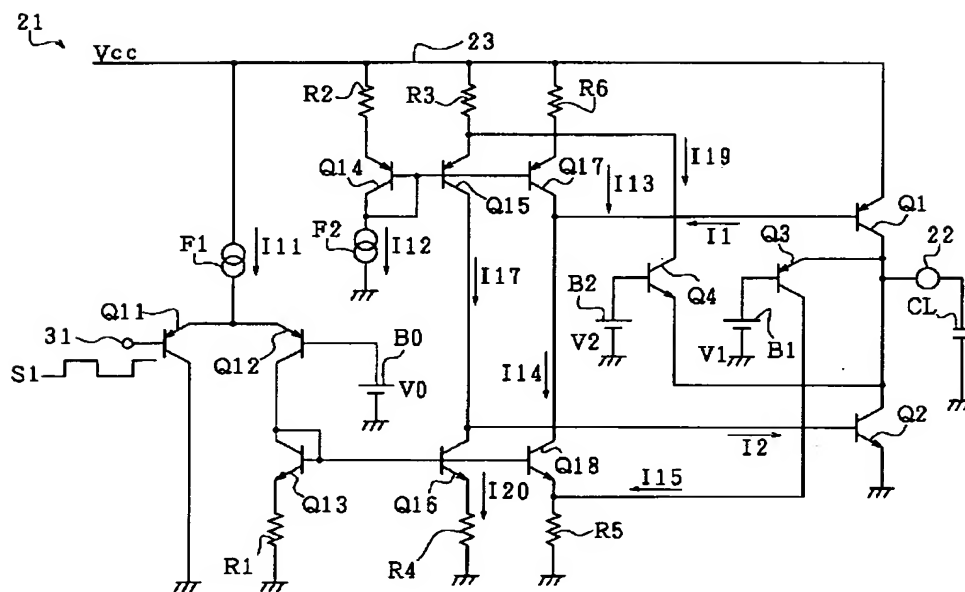 21
Vcc
23
R2
R3
R6
I19
Q14
Q15
Q17
I13
Q1
I1
Q3
22
F1
I11
F2
I12
I17
B2
Q4
CL
Q11
31
S1
Q12
B0
V0
V2
V1
B1
I14
Q2
I2
Q13
Q16
I20
Q18
I15
R1
R4
R5